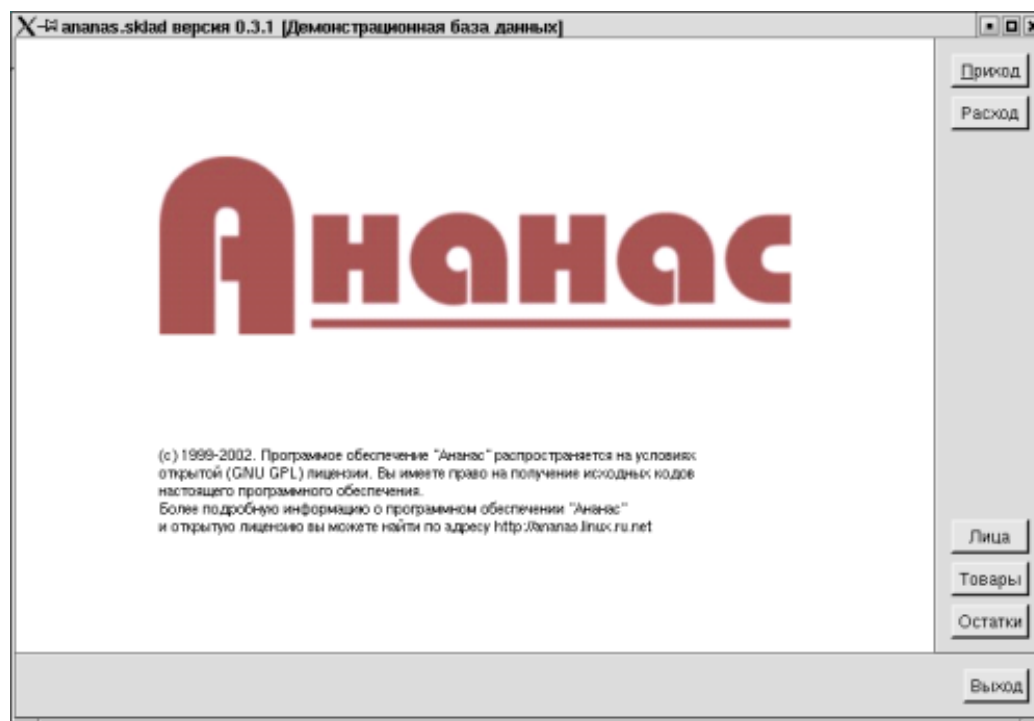 ananas.sklad версия 0.3.1 [Демонстрационная база данных]
Приход
Расход
Ананас
(c) 1999-2002. Программое обеспечение "Ананас" распространяется на условиях
открытой (GNU GPL) лицензии. Вы имеете право на получение исходных кодов
настоящего программного обеспечения.
Более подробную информацию о программном обеспечении "Ананас"
и открытую лицензию вы можете найти по адресу http://ananas.linux.ru.net
Лица
Товары
Остатки
Выход